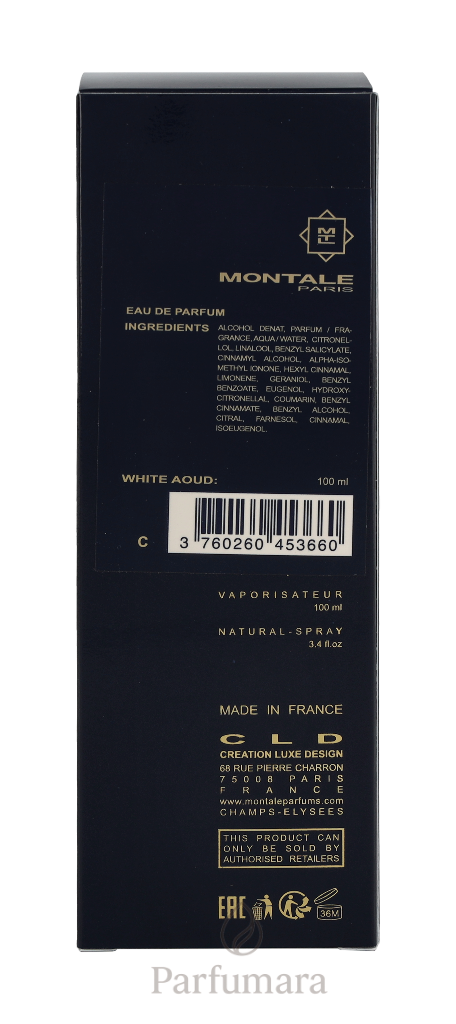 MTL
MONTALE
PARIS
EAU DE PARFUM
INGREDIENTS ALCOHOL DENAT, PARFUM / FRA-
GRANCE, AQUA / WATER, CITRONEL-
LOL, LINALOOL, BENZYL SALICYLATE,
CINNAMYL ALCOHOL, ALPHA-ISO-
METHYL IONONE, HEXYL CINNAMAL,
LIMONENE, GERANIOL, BENZYL
BENZOATE, EUGENOL, HYDROXY-
CITRONELLAL, COUMARIN, BENZYL
CINNAMATE, BENZYL ALCOHOL,
CITRAL, FARNESOL, CINNAMAL,
ISOEUGENOL.
WHITE AOUD: 100 ml
C 3 760260 453660
VAPORISATEUR
100 ml
NATURAL-SPRAY
3.4 fl.oz
MADE IN FRANCE
CLD
CREATION LUXE DESIGN
68 RUE PIERRE CHARRON
75008 PARIS
FRANCE
www.montaleparfums.com
CHAMPS-ELYSEES
THIS PRODUCT CAN
ONLY BE SOLD BY
AUTHORISED RETAILERS
EAC 36M
Parfumara